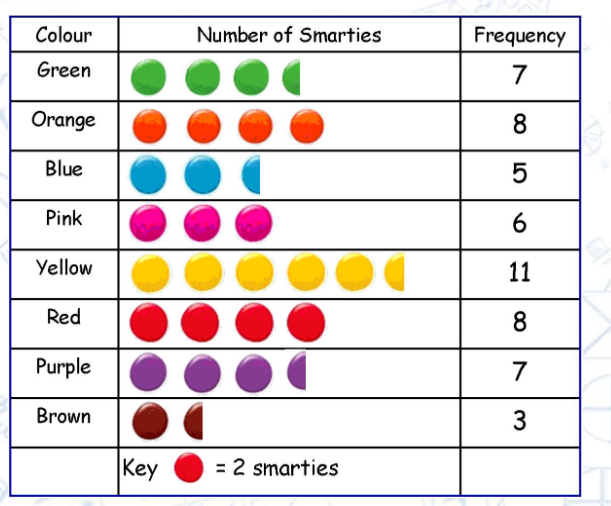 Colour Number of Smarties Frequency
Green 7
Orange 8
Blue 5
Pink 6
Yellow 11
Red 8
Purple 7
Brown 3
Key = 2 smarties